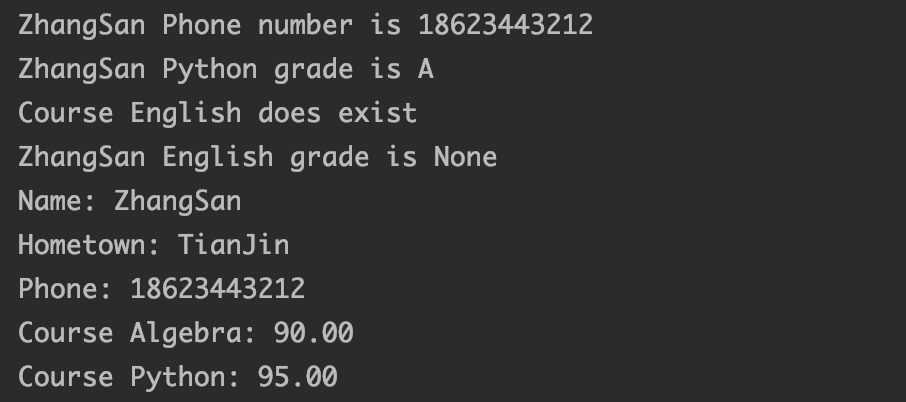 ZhangSan Phone number is 18623443212
ZhangSan Python grade is A
Course English does exist
ZhangSan English grade is None
Name: ZhangSan
Hometown: TianJin
Phone: 18623443212
Course Algebra: 90.00
Course Python: 95.00